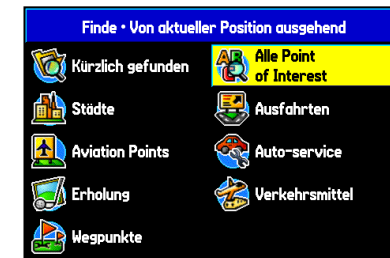 Finde • Von aktueller Position ausgehend
Kürzlich gefunden
Alle Point
of Interest
Städte
Ausfahrten
Aviation Points
Auto-service
Erholung
Verkehrsmittel
Wegpunkte